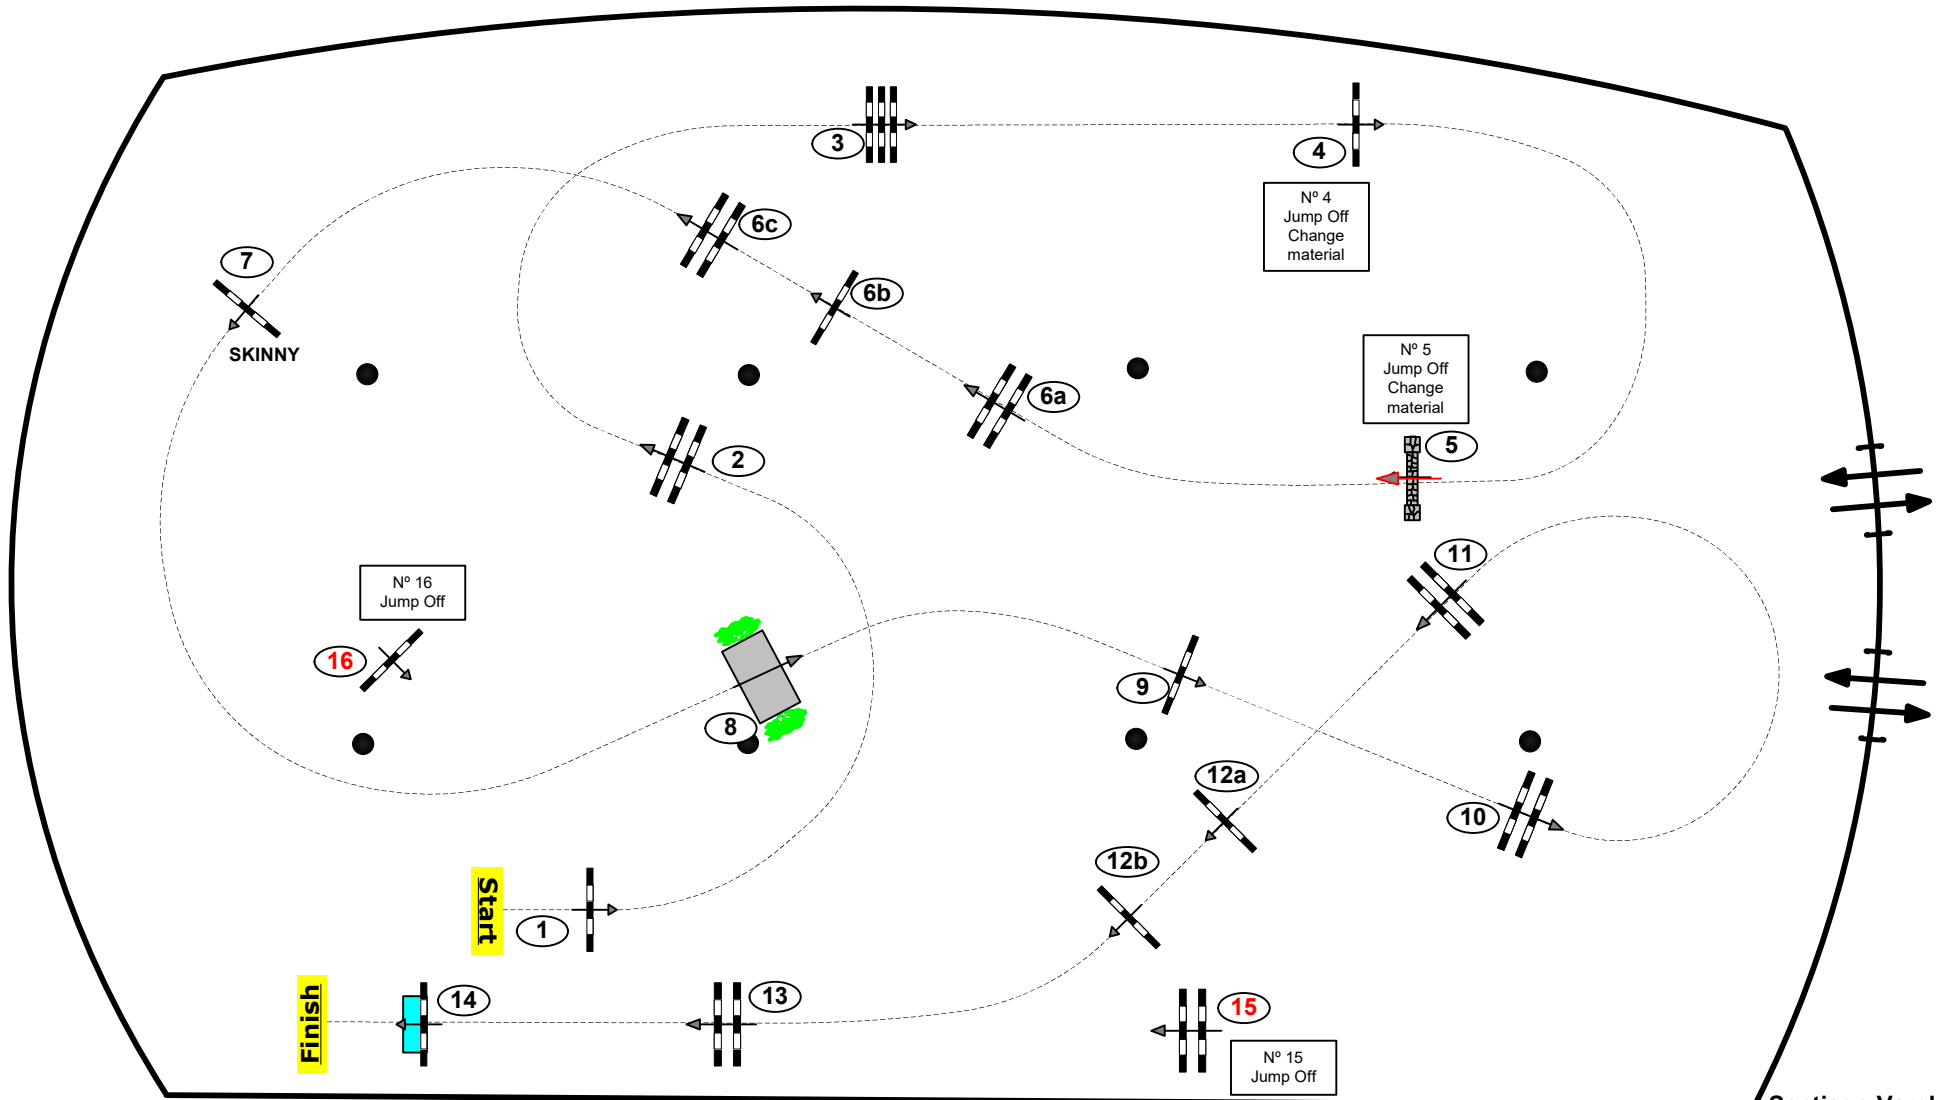 3
4
Nº 4
Jump Off
Change
material
6c
7
6b
SKINNY
Nº 5
Jump Off
Change
material
6a
5
2
11
Nº 16
Jump Off
16
9
8
12a
10
12b
Start
1
Finish
14
13
15
Nº 15
Jump Off